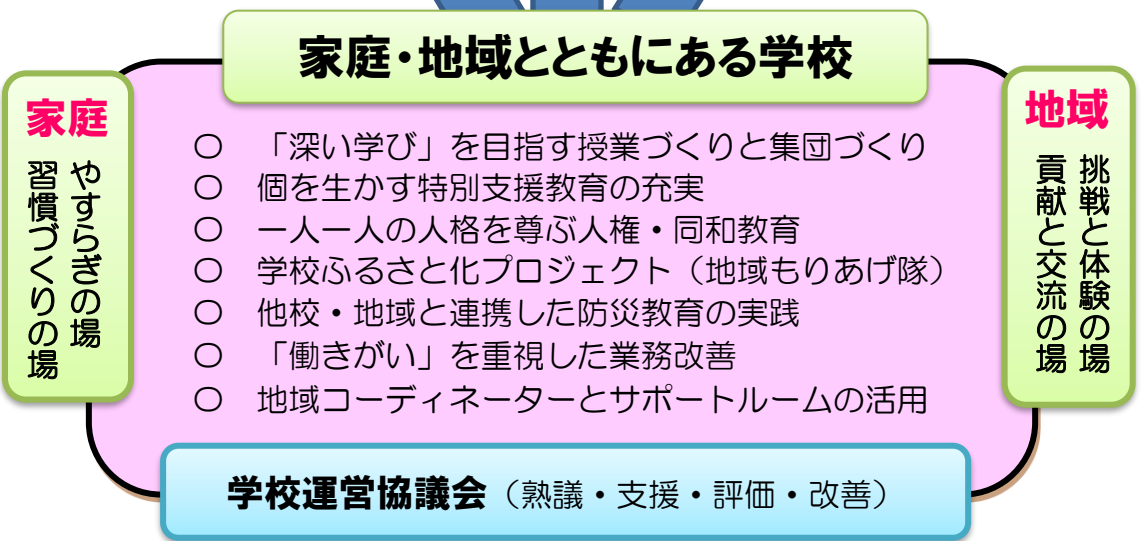 家庭・地域とともにある学校
家庭
やすらぎの場
習慣づくりの場
○ 「深い学び」を目指す授業づくりと集団づくり
○ 個を生かす特別支援教育の充実
○ 一人一人の人格を尊ぶ人権・同和教育
○ 学校ふるさと化プロジェクト（地域もりあげ隊）
○ 他校・地域と連携した防災教育の実践
○ 「働きがい」を重視した業務改善
○ 地域コーディネーターとサポートルームの活用
地域
挑戦と体験の場
貢献と交流の場
学校運営協議会（熟議・支援・評価・改善）